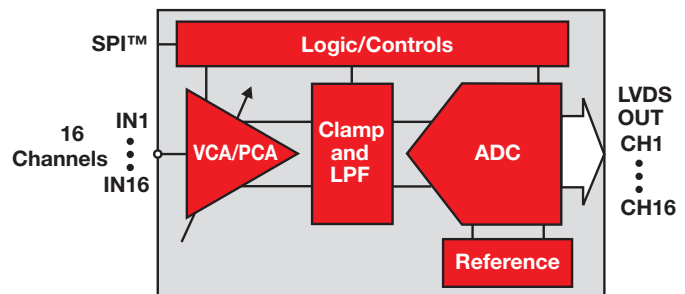 SPI™
Logic/Controls
16
Channels
IN1
IN16
VCA/PCA
Clamp
and
LPF
ADC
LVDS
OUT
CH1
CH16
Reference